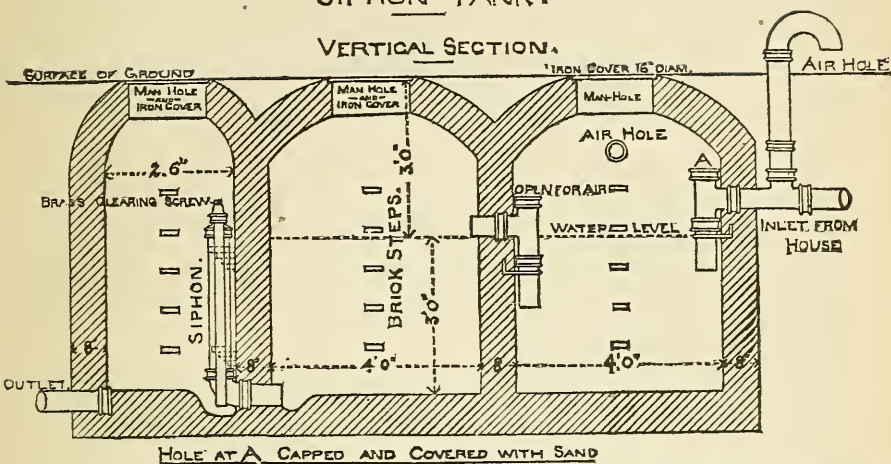 SIPHON TANK.
VERTICAL SECTION.
SURFACE OF GROUND
IRON COVER 16" DIAM.
AIR HOLE
MAN HOLE
AND
IRON COVER
MAN HOLE
AND
IRON COVER
MAN-HOLE
AIR HOLE
A
2.6"
3'0"
BRASS CLEARING SCREW
OPEN FOR AIR
WATER LEVEL
INLET FROM
HOUSE
SIPHON.
BRICK STEPS.
3'0"
8"
8"
4'0"
8"
4'0"
8"
OUTLET.
HOLE AT A CAPPED AND COVERED WITH SAND